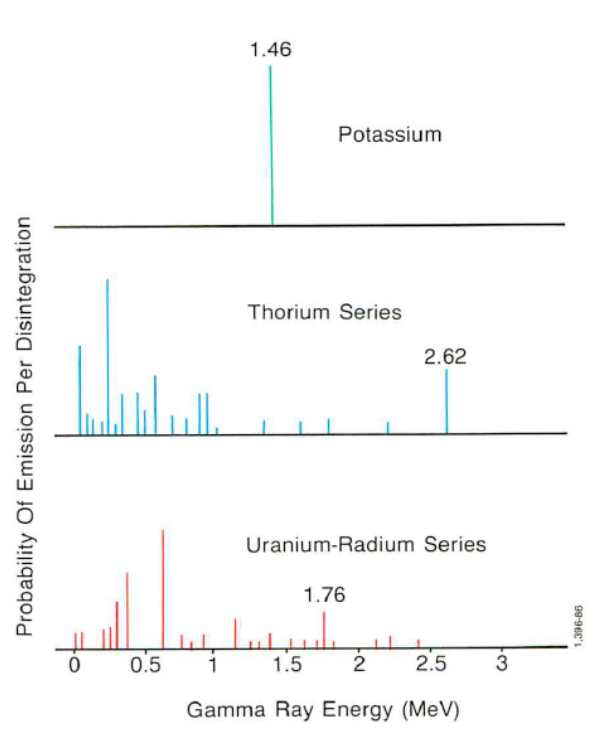 1.46
Potassium
Thorium Series
2.62
Uranium-Radium Series
1.76
Probability Of Emission Per Disintegration
1,396-86
0 0.5 1 1.5 2 2.5 3
Gamma Ray Energy (MeV)